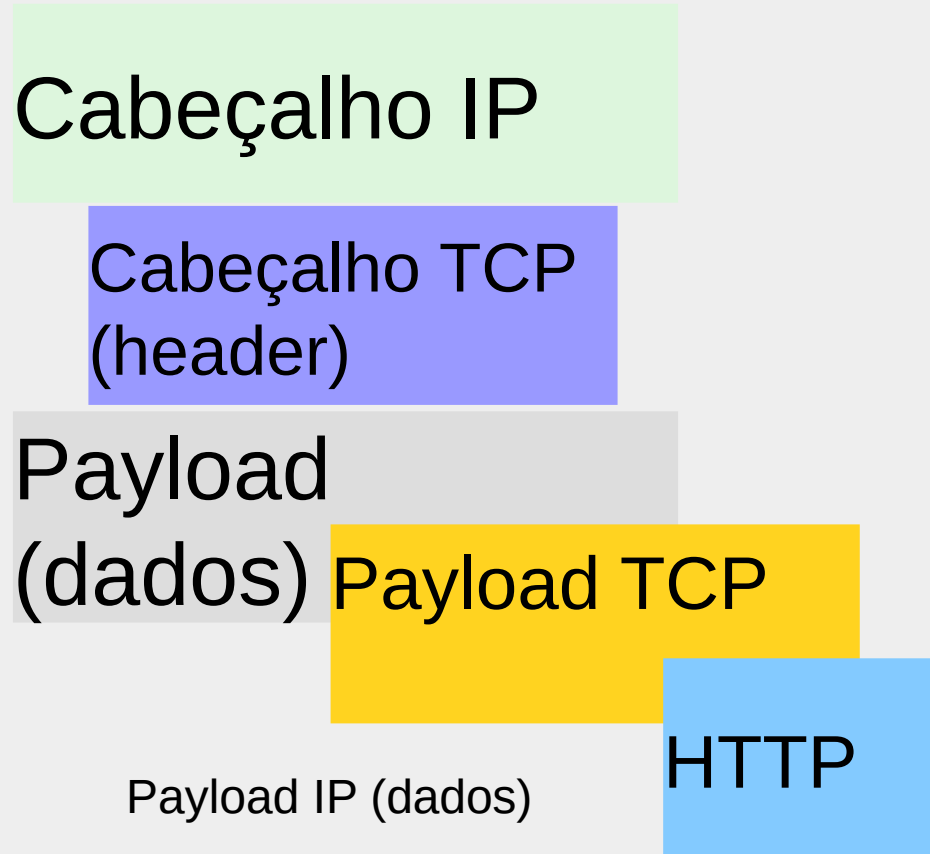 Cabeçalho IP
Cabeçalho TCP
(header)
Payload
(dados)
Payload TCP
HTTP
Payload IP (dados)